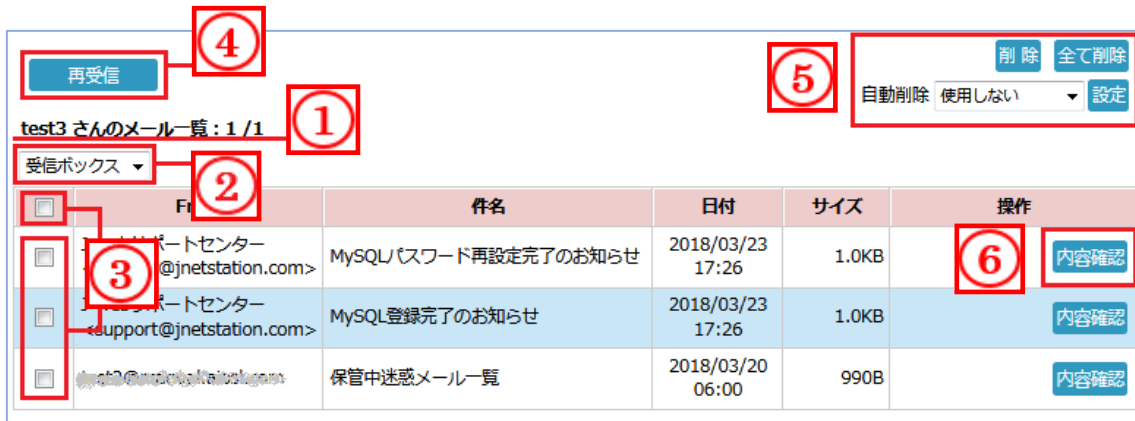 ④
再受信
⑤
削 除 全て削除
自動削除 使用しない 設定
①
test3 さんのメール一覧 : 1 /1
受信ボックス
②
件名 日付 サイズ 操作
③
ポートセンター
@jnetstation.com>
MySQLパスワード再設定完了のお知らせ
2018/03/23
17:26
1.0KB
⑥
内容確認
ポートセンター
<support@jnetstation.com>
MySQL登録完了のお知らせ
2018/03/23
17:26
1.0KB
内容確認
保管中迷惑メール一覧
2018/03/20
06:00
990B
内容確認